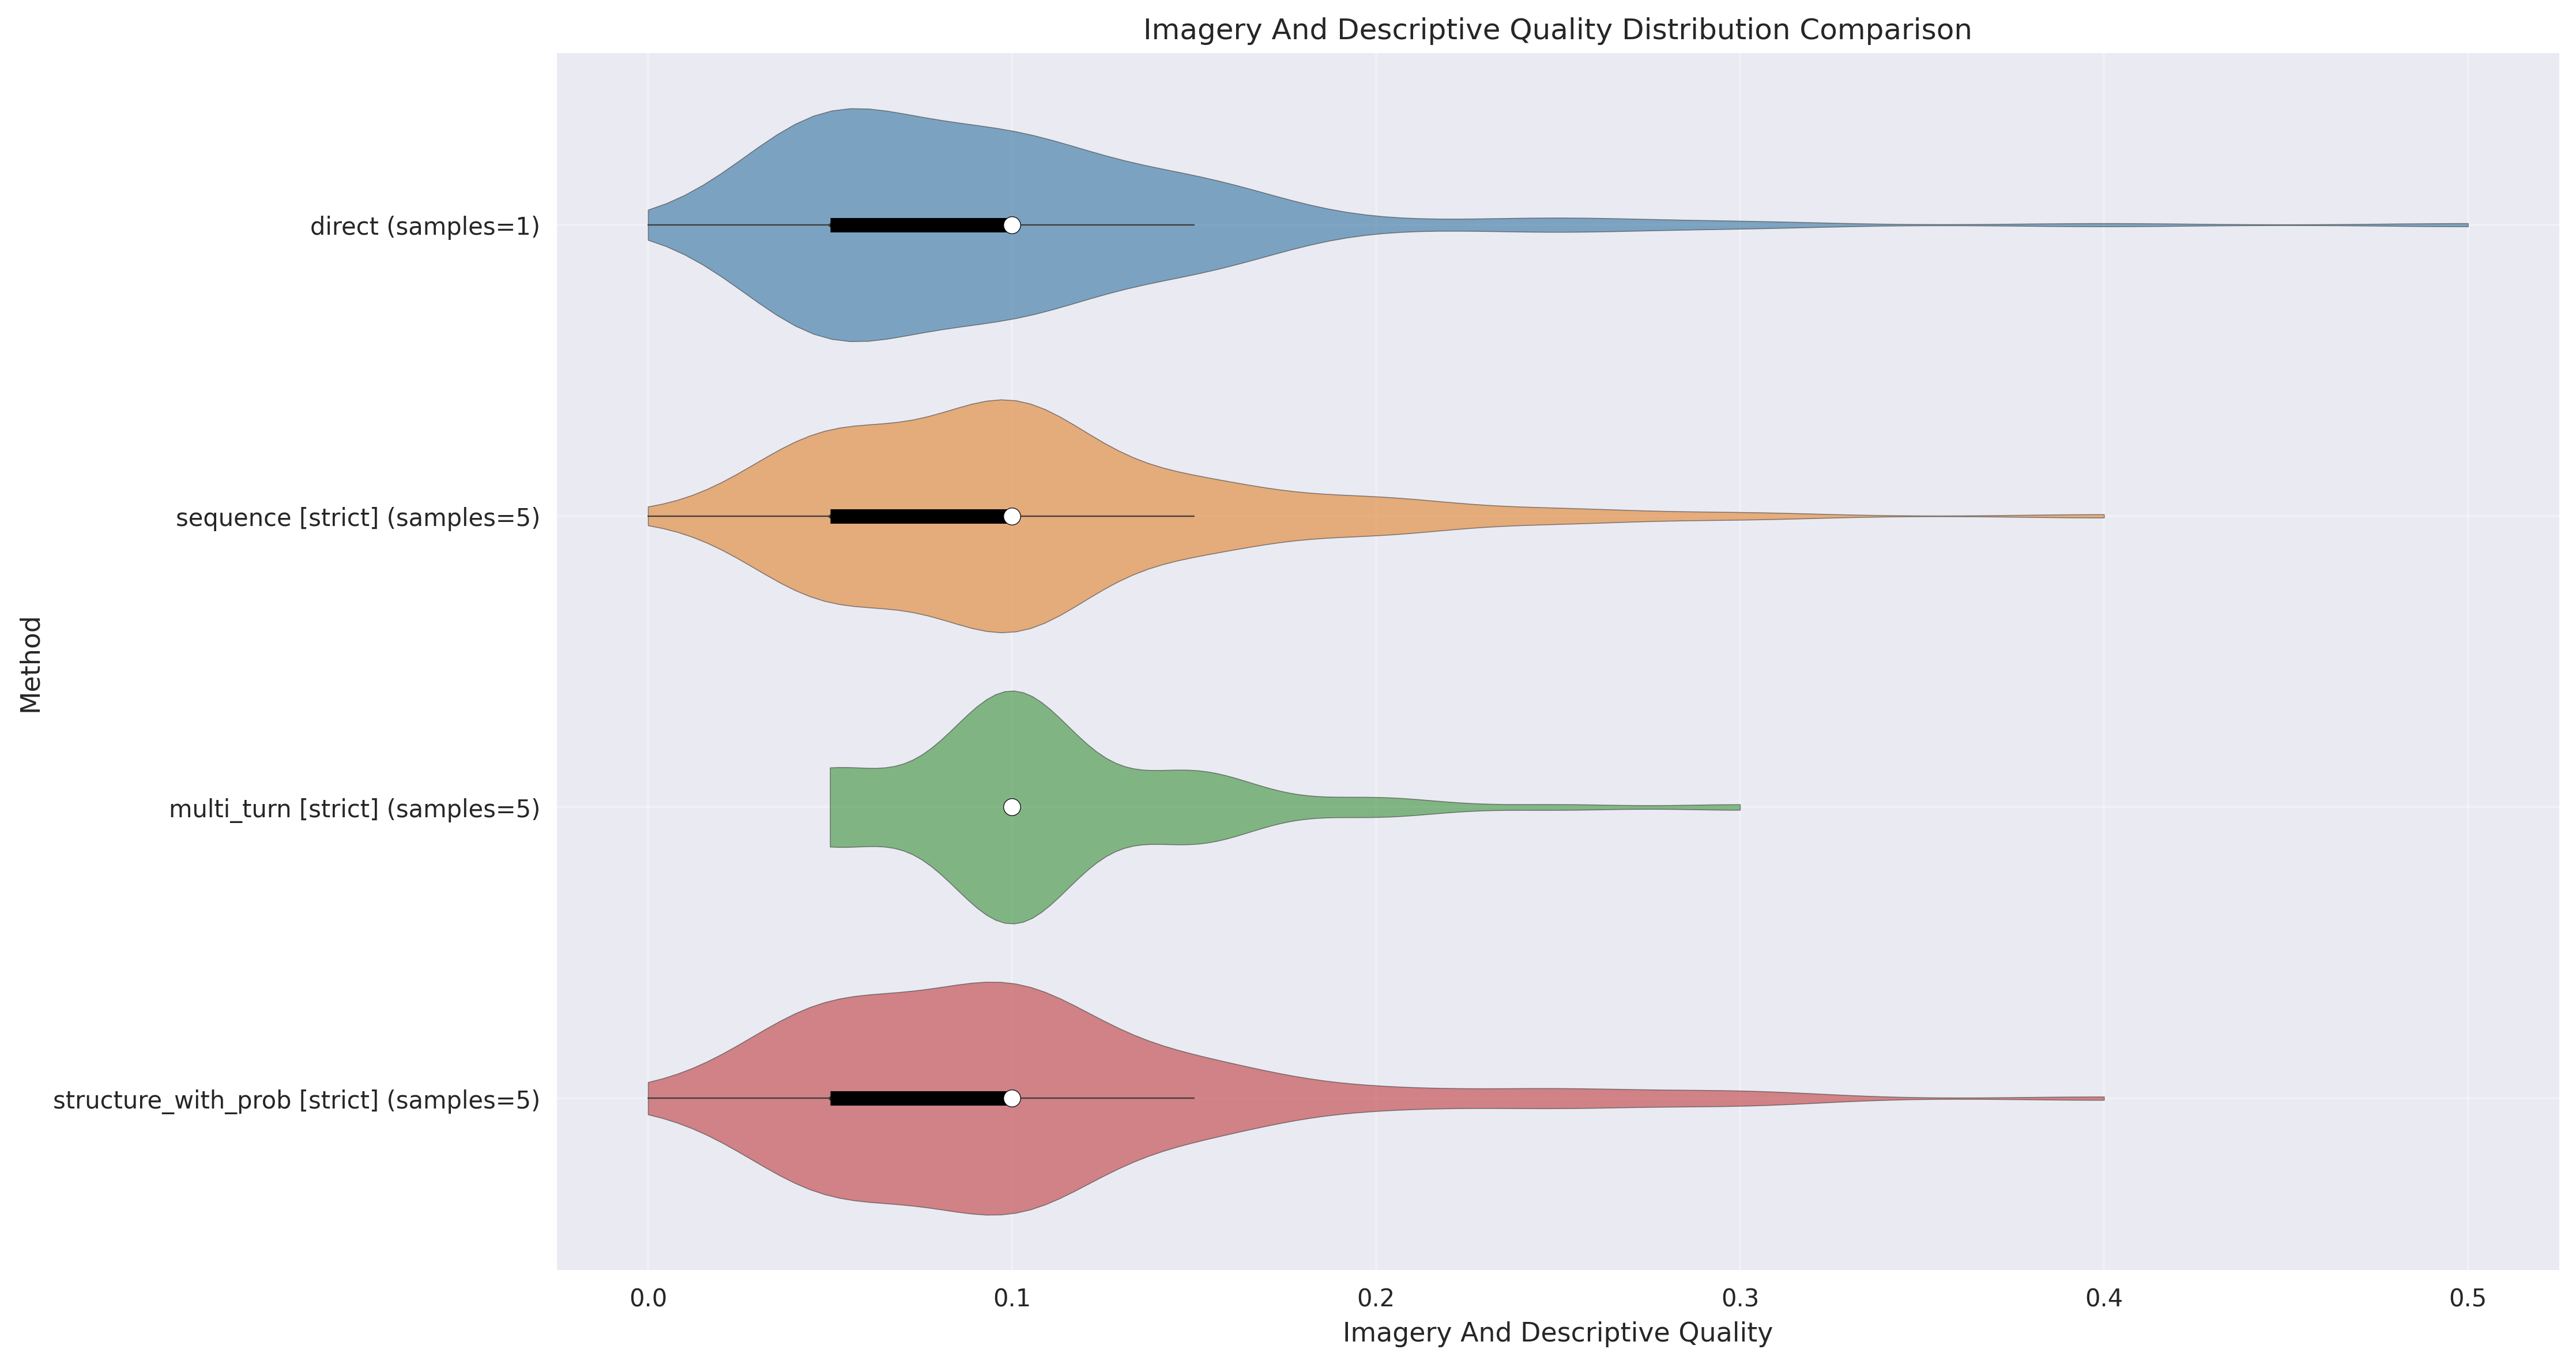 Imagery And Descriptive Quality Distribution Comparison
Method
direct (samples=1)
sequence [strict] (samples=5)
multi_turn [strict] (samples=5)
structure_with_prob [strict] (samples=5)
0.0 0.1 0.2 0.3 0.4 0.5
Imagery And Descriptive Quality